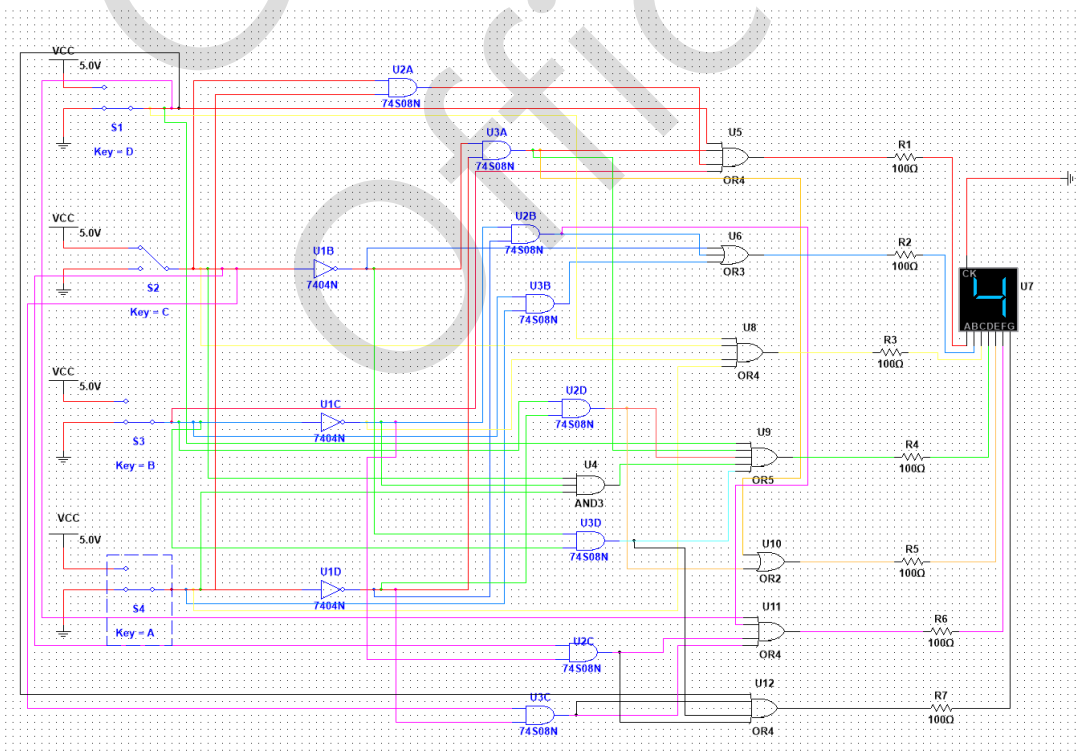 VCC
5.0V
S1
Key = D
VCC
5.0V
S2
Key = C
VCC
5.0V
S3
Key = B
VCC
5.0V
S4
Key = A
U1B
7404N
U1C
7404N
U1D
7404N
U2A
74S08N
U3A
74S08N
U2B
74S08N
U3B
74S08N
U2D
74S08N
U4
AND3
U3D
74S08N
U2C
74S08N
U3C
74S08N
U5
OR4
U6
OR3
U8
OR4
U9
OR5
U10
OR2
U11
OR4
U12
OR4
R1
100Ω
R2
100Ω
R3
100Ω
R4
100Ω
R5
100Ω
R6
100Ω
R7
100Ω
CK
U7
4
ABCDEFG
Offic